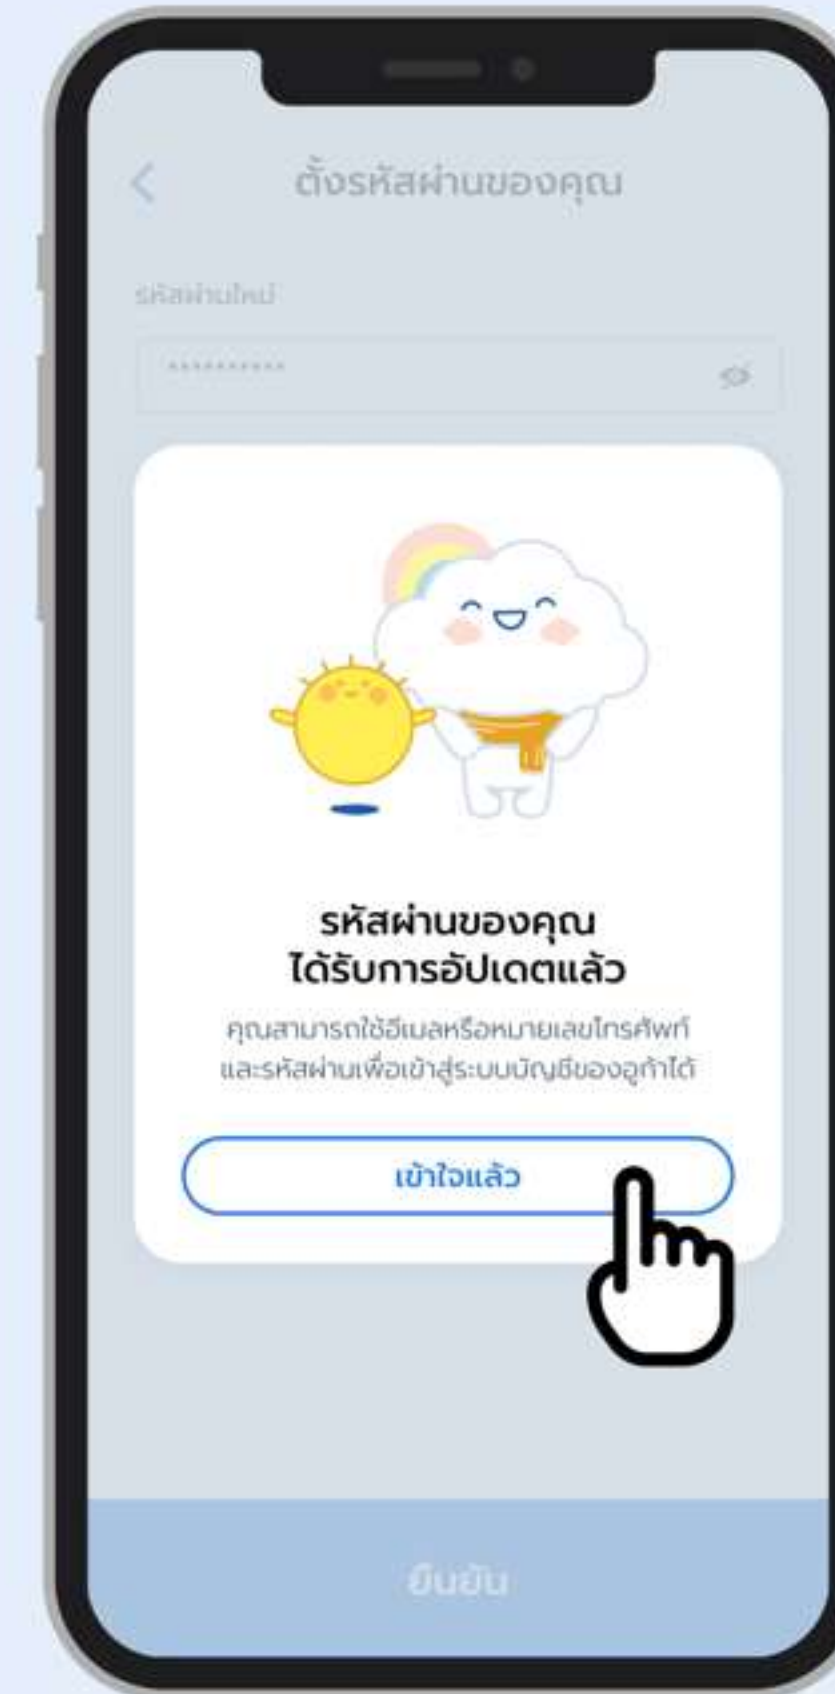 ตั้งรหัสผ่านของคุณ
รหัสผ่านใหม่
**********
รหัสผ่านของคุณ
ได้รับการอัปเดตแล้ว
คุณสามารถใช้อีเมลหรือหมายเลขโทรศัพท์
และรหัสผ่านเพื่อเข้าสู่ระบบบัญชีของอูก้าได้
เข้าใจแล้ว
ยืนยัน